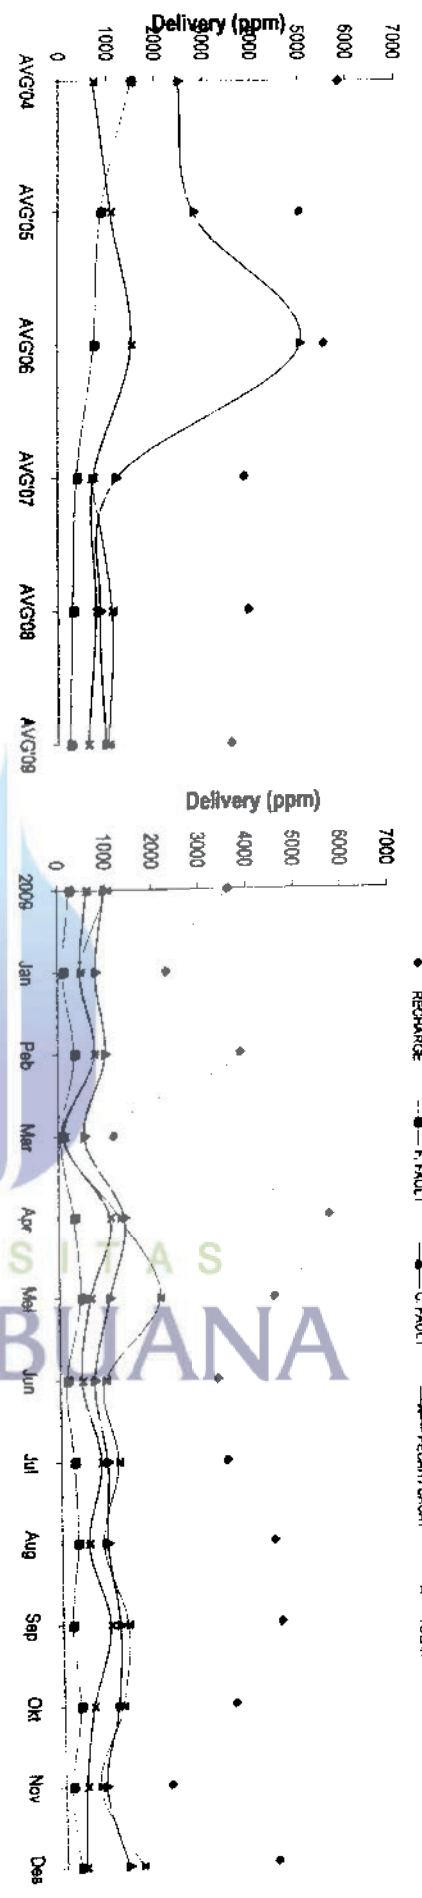 Delivery (ppm)
7000
6000
5000
4000
3000
2000
1000
0
AVG'04
AVG'05
AVG'06
AVG'07
AVG'08
AVG'09
Delivery (ppm)
7000
6000
5000
4000
3000
2000
1000
0
2009
Jan
Peb
Mar
Apr
Mei
Jun
Jul
Aug
Sep
Okt
Nov
Des
RECHARGE
SITAS
BUANA